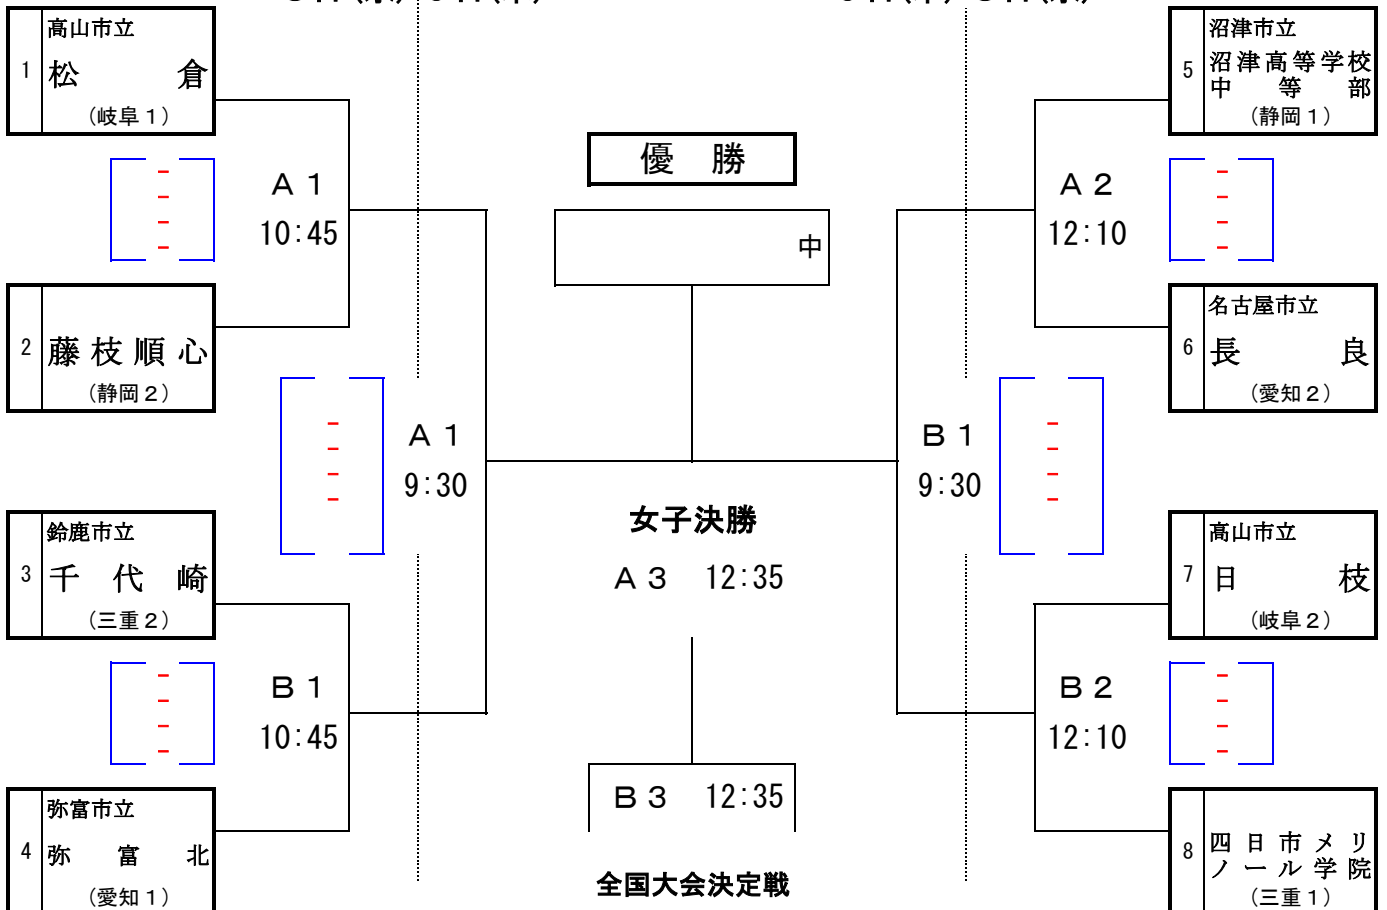 高山市立
1
松倉
(岐阜1)
A1
10:45
2
藤枝順心
(静岡2)
A1
9:30
鈴鹿市立
3
千代崎
(三重2)
B1
10:45
弥富市立
4
弥富北
(愛知1)
優勝
中
女子決勝
A3 12:35
B3 12:35
全国大会決定戦
沼津市立
5
沼津高等学校
中等部
(静岡1)
A2
12:10
名古屋市立
6
長良
(愛知2)
B1
9:30
高山市立
7
日枝
(岐阜2)
B2
12:10
8
四日市メリ
ノール学院
(三重1)